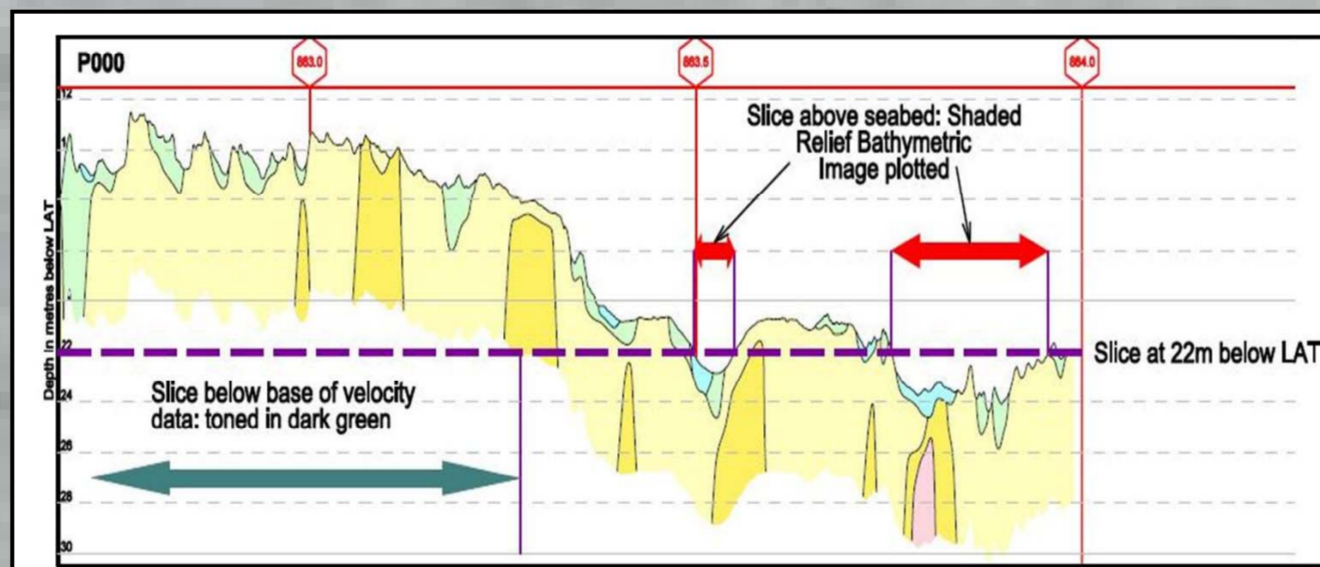 P000
863.0
863.5
864.0
12
Slice above seabed: Shaded
Relief Bathymetric
Image plotted
Depth in metres below LAT
22
Slice at 22m below LAT
Slice below base of velocity
data: toned in dark green
24
26
28
30